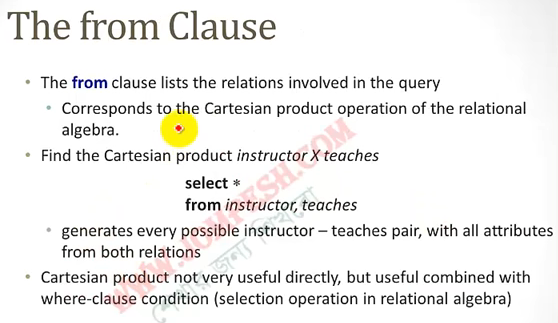 The from Clause
• The from clause lists the relations involved in the query
• Corresponds to the Cartesian product operation of the relational
algebra.
• Find the Cartesian product instructor X teaches
select *
from instructor, teaches
• generates every possible instructor – teaches pair, with all attributes
from both relations
• Cartesian product not very useful directly, but useful combined with
where-clause condition (selection operation in relational algebra)
WWW.JOMPESH.COM
শেখার জন্য শিখবো